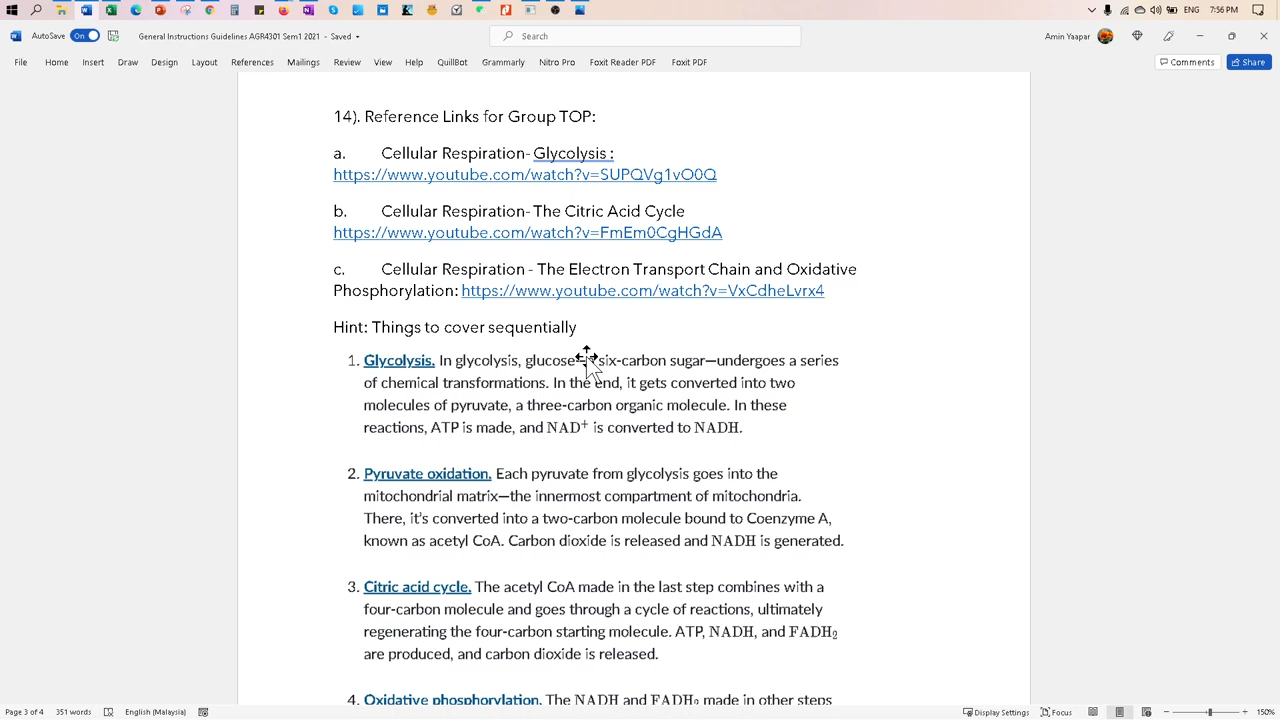 ENG
7:56 PM
AutoSave On
General Instructions Guidelines AGR4301 Sem1 2021 - Saved
Search
Amin Yaapar
File Home Insert Draw Design Layout References Mailings Review View Help QuillBot Grammarly Nitro Pro Foxit Reader PDF Foxit PDF
Comments
Share
14). Reference Links for Group TOP:
a. Cellular Respiration- Glycolysis :
https://www.youtube.com/watch?v=SUPQVg1vO0Q
b. Cellular Respiration- The Citric Acid Cycle
https://www.youtube.com/watch?v=FmEm0CgHGdA
c. Cellular Respiration - The Electron Transport Chain and Oxidative
Phosphorylation: https://www.youtube.com/watch?v=VxCdheLvrx4
Hint: Things to cover sequentially
1. Glycolysis. In glycolysis, glucose—a six-carbon sugar—undergoes a series
of chemical transformations. In the end, it gets converted into two
molecules of pyruvate, a three-carbon organic molecule. In these
reactions, ATP is made, and NAD⁺ is converted to NADH.
2. Pyruvate oxidation. Each pyruvate from glycolysis goes into the
mitochondrial matrix—the innermost compartment of mitochondria.
There, it's converted into a two-carbon molecule bound to Coenzyme A,
known as acetyl CoA. Carbon dioxide is released and NADH is generated.
3. Citric acid cycle. The acetyl CoA made in the last step combines with a
four-carbon molecule and goes through a cycle of reactions, ultimately
regenerating the four-carbon starting molecule. ATP, NADH, and FADH₂
are produced, and carbon dioxide is released.
4. Oxidative phosphorylation. The NADH and FADH₂ made in other steps
Page 3 of 4
351 words
English (Malaysia)
Display Settings
Focus
150%